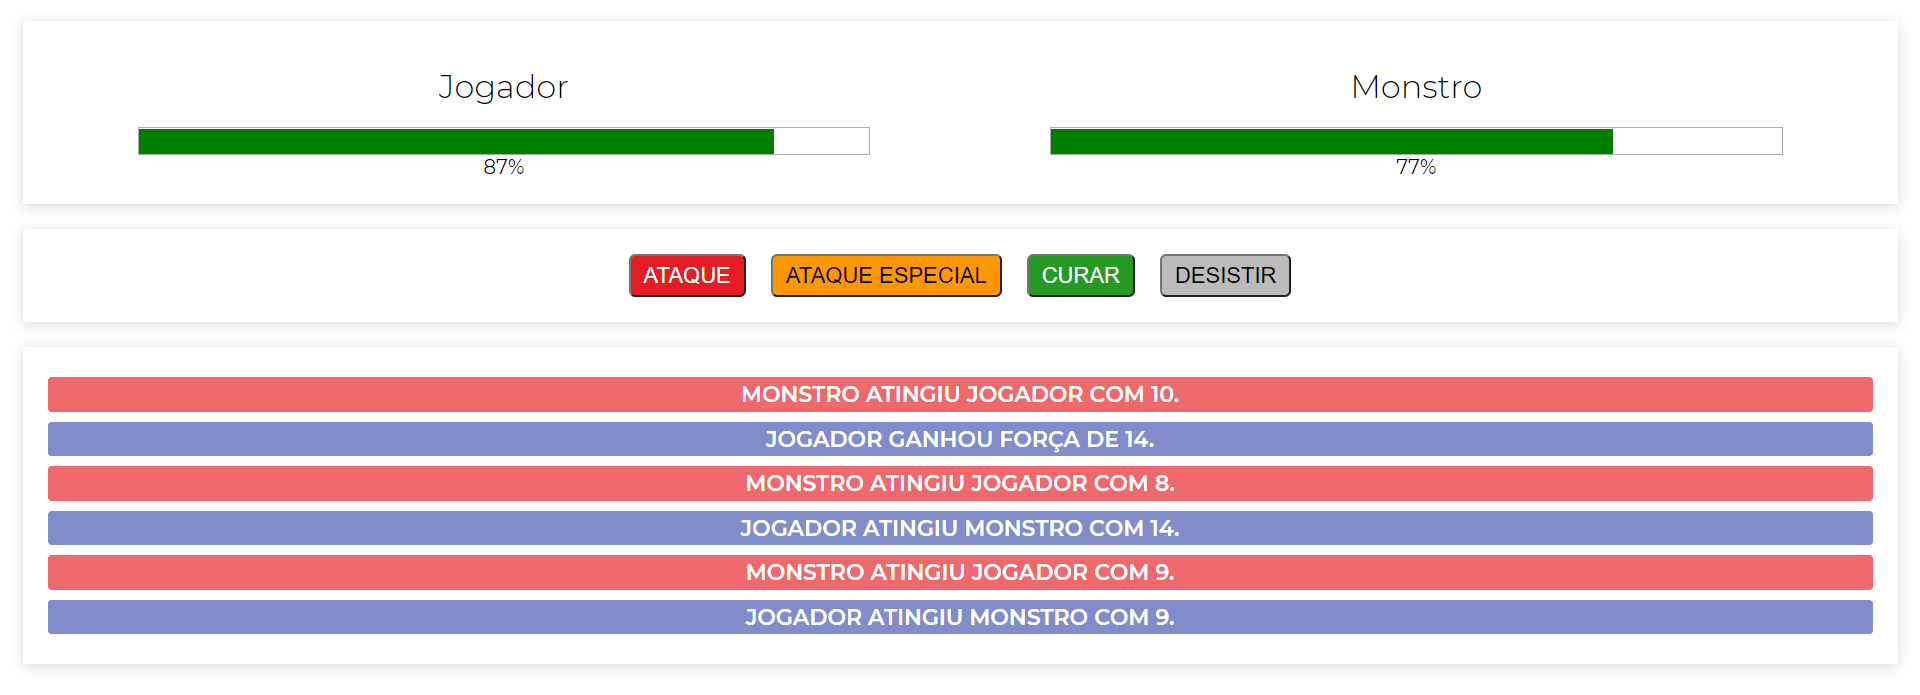 Jogador
Monstro
87%
77%
ATAQUE
ATAQUE ESPECIAL
CURAR
DESISTIR
MONSTRO ATINGIU JOGADOR COM 10.
JOGADOR GANHOU FORÇA DE 14.
MONSTRO ATINGIU JOGADOR COM 8.
JOGADOR ATINGIU MONSTRO COM 14.
MONSTRO ATINGIU JOGADOR COM 9.
JOGADOR ATINGIU MONSTRO COM 9.